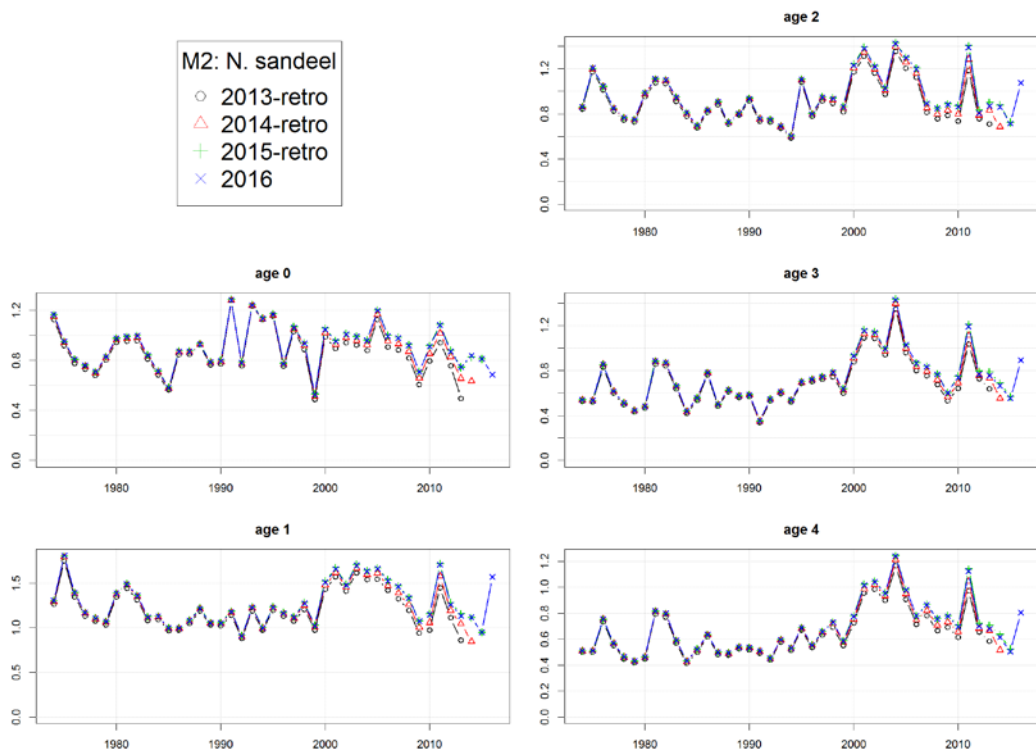 M2: N. sandeel
2013-retro
2014-retro
2015-retro
2016
age 2
0.0 0.4 0.8 1.2
1980 1990 2000 2010
age 0
0.0 0.4 0.8 1.2
1980 1990 2000 2010
age 3
0.0 0.4 0.8 1.2
1980 1990 2000 2010
age 1
0.0 0.5 1.0 1.5
1980 1990 2000 2010
age 4
0.0 0.2 0.4 0.6 0.8 1.0 1.2
1980 1990 2000 2010